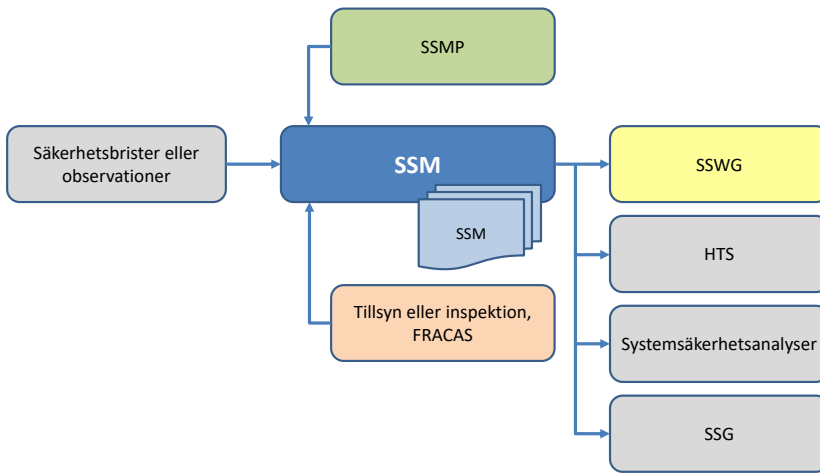 SSMP
Säkerhetsbrister eller
observationer
SSM
SSWG
SSM
HTS
Tillsyn eller inspektion,
FRACAS
Systemsäkerhetsanalyser
SSG